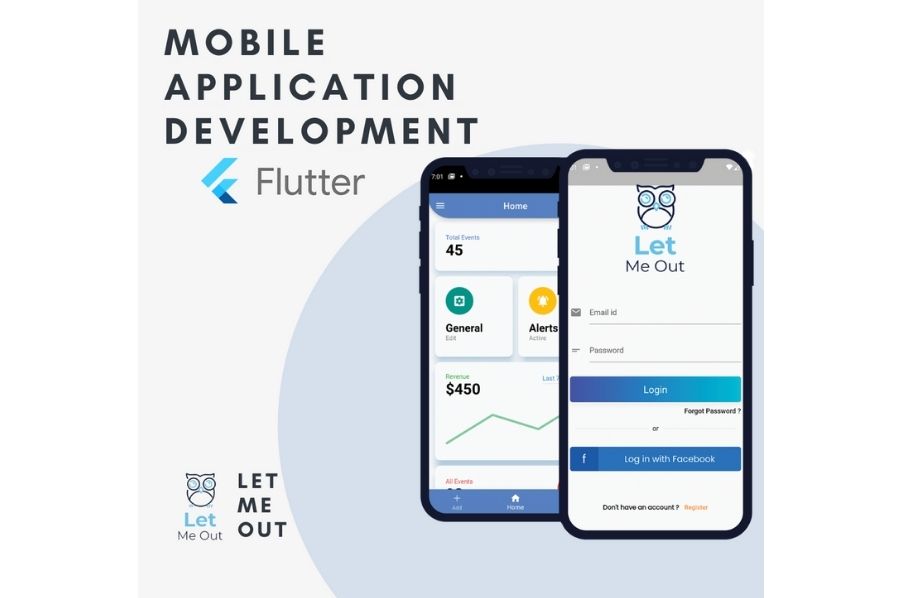 MOBILE
APPLICATION
DEVELOPMENT
Flutter
7:01
Home
Total Events
45
General
Edit
Alerts
Active
Revenue
$450
Last 7
All Events
Add
Home
Let
Me Out
Email id
Password
Login
Forgot Password ?
or
f Log in with Facebook
Don't have an account ? Register
Let
Me Out
LET
ME
OUT